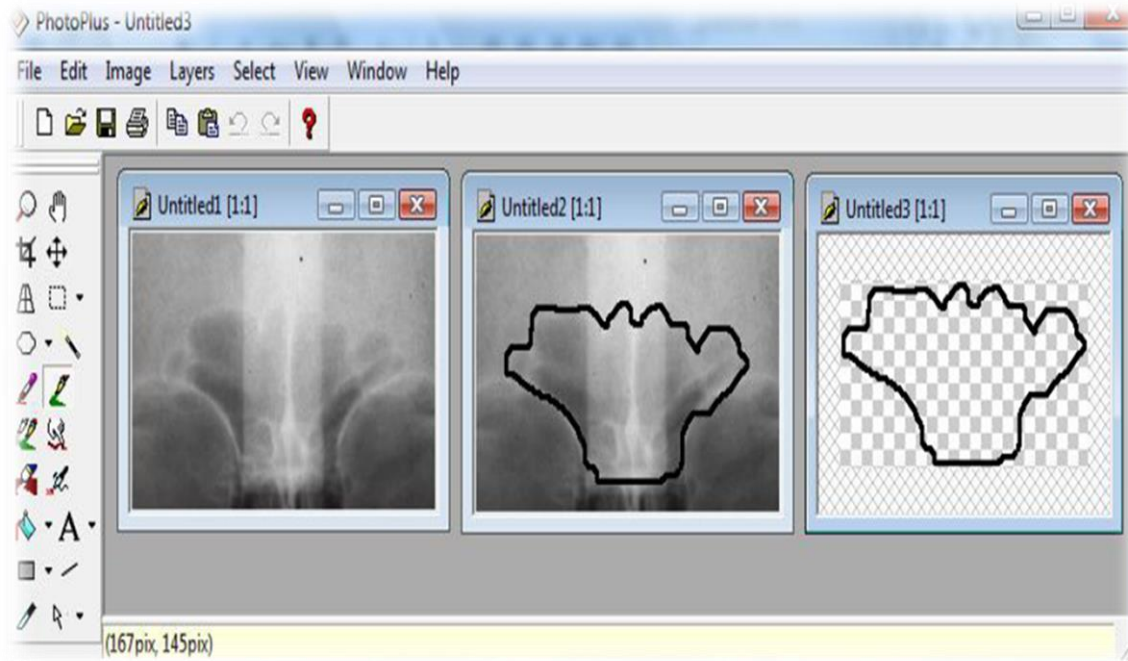 PhotoPlus - Untitled3
File Edit Image Layers Select View Window Help
Untitled1 [1:1]
Untitled2 [1:1]
Untitled3 [1:1]
A
(167pix, 145pix)